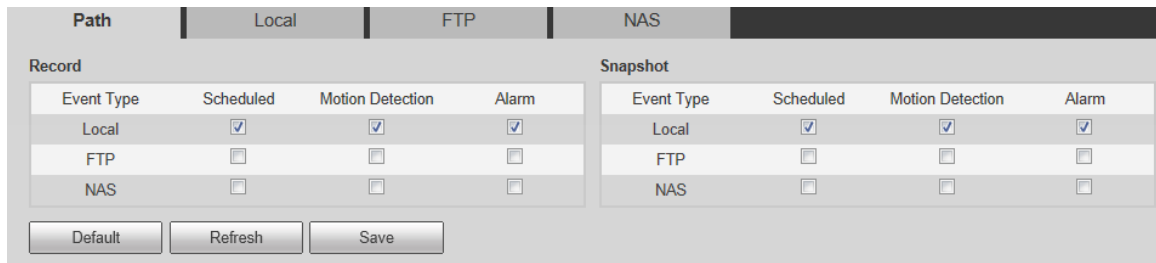 Path Local FTP NAS
Record Snapshot
Event Type Scheduled Motion Detection Alarm Event Type Scheduled Motion Detection Alarm
Local Local
FTP FTP
NAS NAS
Default Refresh Save